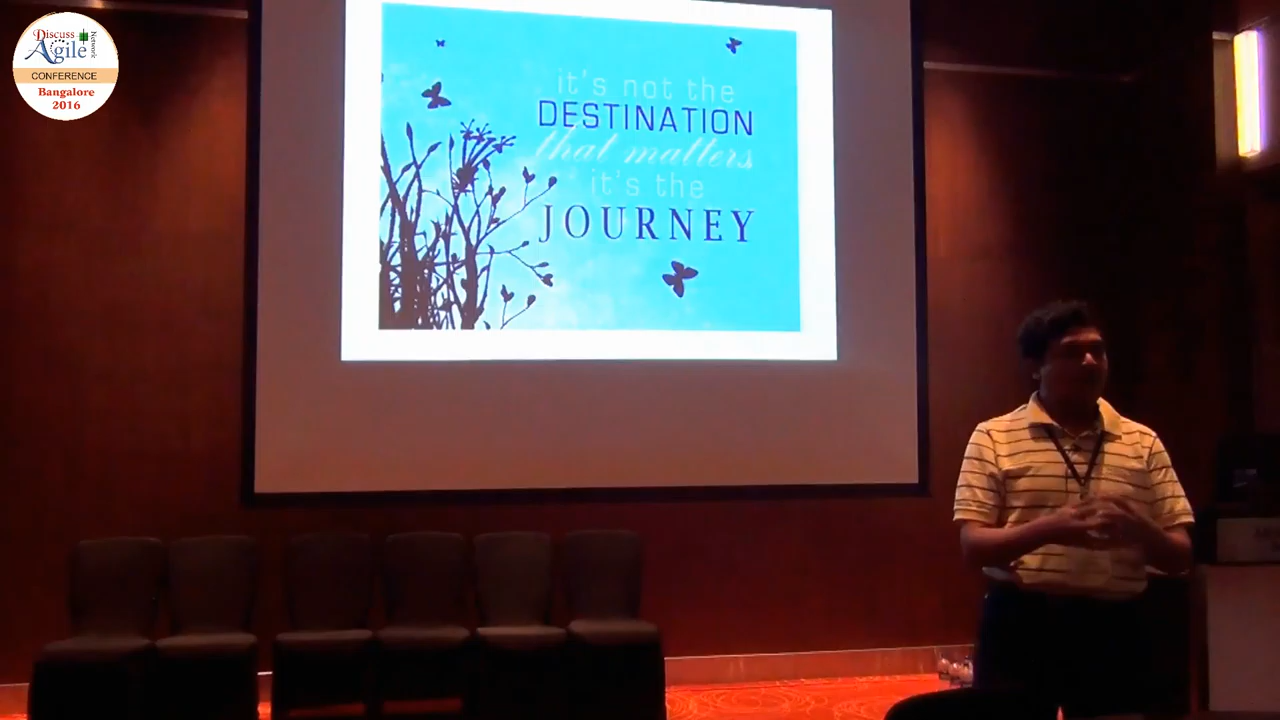 Discuss
Agile
Network
CONFERENCE
Bangalore
2016
it's not the
DESTINATION
that matters
it's the
JOURNEY